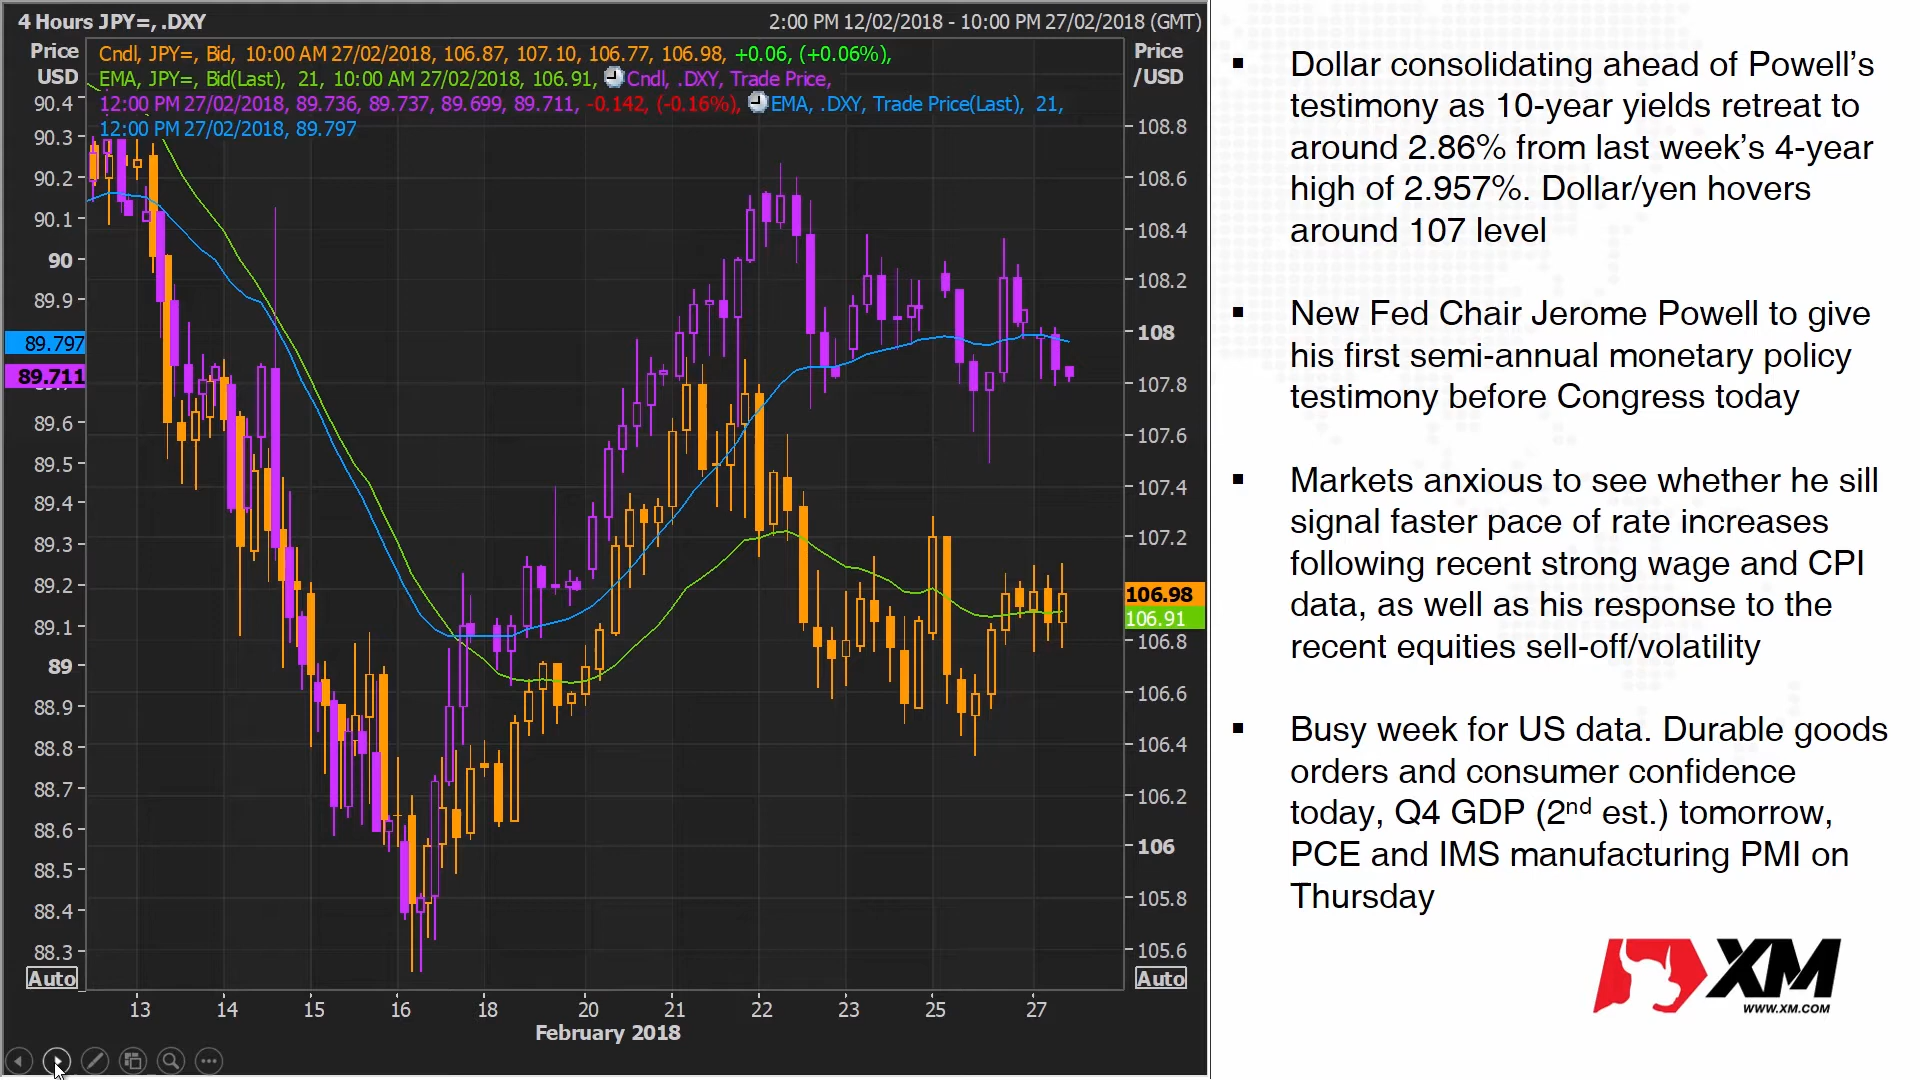 4 Hours JPY=, .DXY
2:00 PM 12/02/2018 - 10:00 PM 27/02/2018 (GMT)
Price
USD
Cndl, JPY=, Bid, 10:00 AM 27/02/2018, 106.87, 107.10, 106.77, 106.98, +0.06, (+0.06%),
EMA, JPY=, Bid(Last), 21, 10:00 AM 27/02/2018, 106.91, Cndl, .DXY, Trade Price,
12:00 PM 27/02/2018, 89.736, 89.737, 89.699, 89.711, -0.142, (-0.16%), EMA, .DXY, Trade Price(Last), 21,
12:00 PM 27/02/2018, 89.797
Price
/USD
90.4
90.3
90.2
90.1
90
89.9
89.797
89.711
89.6
89.5
89.4
89.3
89.2
89.1
89
88.9
88.8
88.7
88.6
88.5
88.4
88.3
Auto
108.8
108.6
108.4
108.2
108
107.8
107.6
107.4
107.2
106.98
106.91
106.8
106.6
106.4
106.2
106
105.8
105.6
Auto
13 14 15 16 18 20 21 22 23 25 27
February 2018
▪ Dollar consolidating ahead of Powell’s
testimony as 10-year yields retreat to
around 2.86% from last week’s 4-year
high of 2.957%. Dollar/yen hovers
around 107 level
▪ New Fed Chair Jerome Powell to give
his first semi-annual monetary policy
testimony before Congress today
▪ Markets anxious to see whether he sill
signal faster pace of rate increases
following recent strong wage and CPI
data, as well as his response to the
recent equities sell-off/volatility
▪ Busy week for US data. Durable goods
orders and consumer confidence
today, Q4 GDP (2nd est.) tomorrow,
PCE and IMS manufacturing PMI on
Thursday
XM
WWW.XM.COM